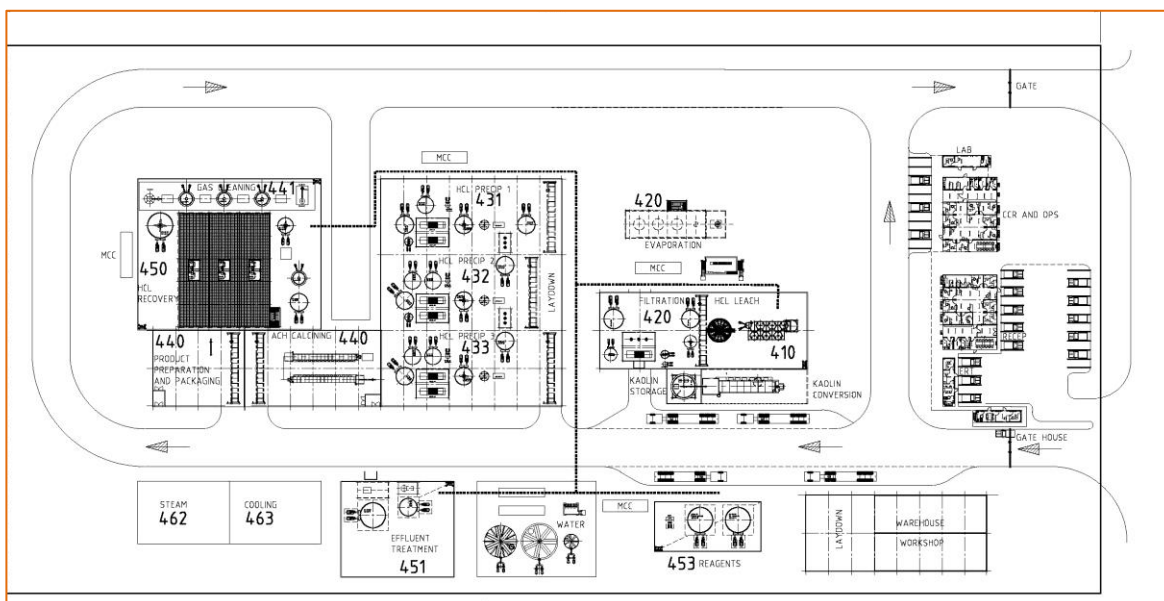 GATE
LAB
MCC
GAS CLEANING
441
HCL PRECIP 1
431
420
EVAPORATION
CCR AND OPS
MCC
450
HCL
RECOVERY
HCL PRECIP 2
432
LAYDOWN
MCC
FILTRATION
420
HCL LEACH
410
440
PRODUCT
PREPARATION
AND PACKAGING
ACH CALCINING
440
HCL PRECIP 3
433
KAOLIN
STORAGE
KAOLIN
CONVERSION
GATE HOUSE
STEAM
462
COOLING
463
EFFLUENT
TREATMENT
451
WATER
MCC
453 REAGENTS
LAYDOWN
WAREHOUSE
WORKSHOP